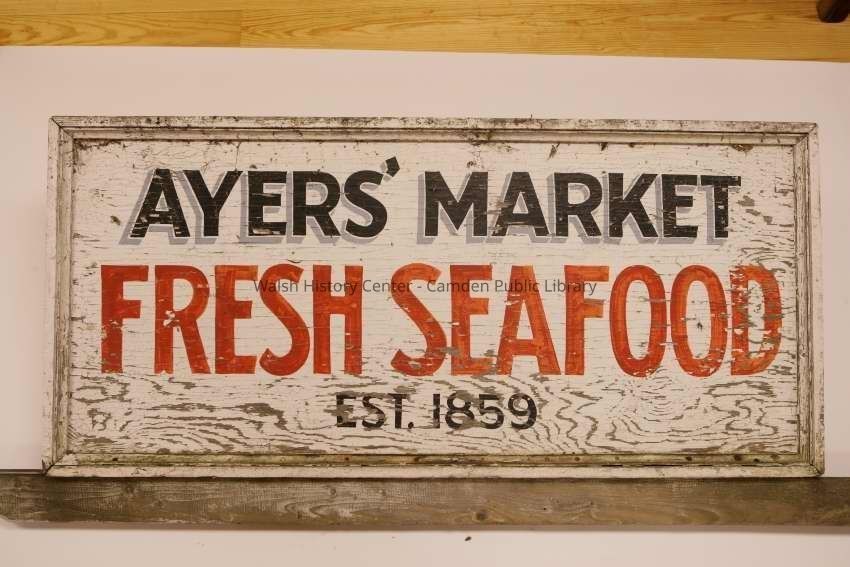 AYERS' MARKET
FRESH SEAFOOD
Walsh History Center - Camden Public Library
EST. 1859